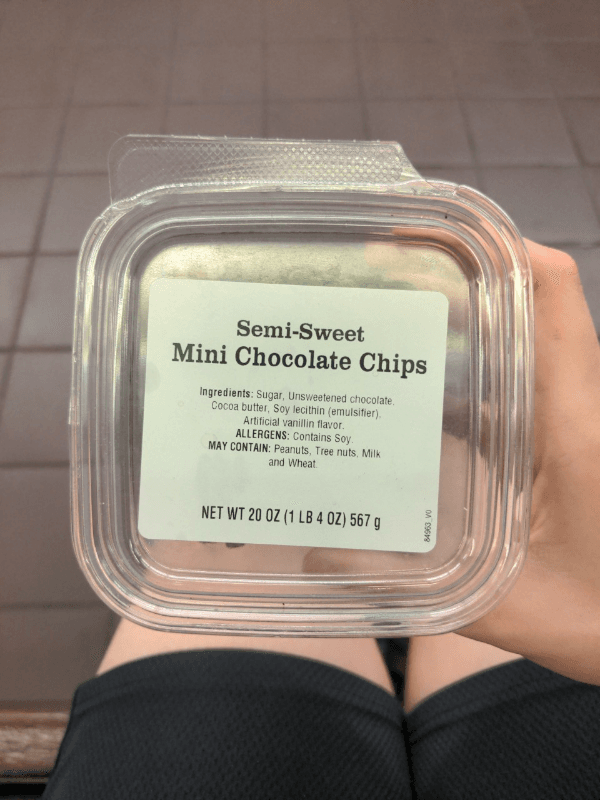 Semi-Sweet
Mini Chocolate Chips
Ingredients: Sugar, Unsweetened chocolate.
Cocoa butter, Soy lecithin (emulsifier).
Artificial vanillin flavor.
ALLERGENS: Contains Soy.
MAY CONTAIN: Peanuts, Tree nuts, Milk
and Wheat.
NET WT 20 OZ (1 LB 4 OZ) 567 g
84963_V0